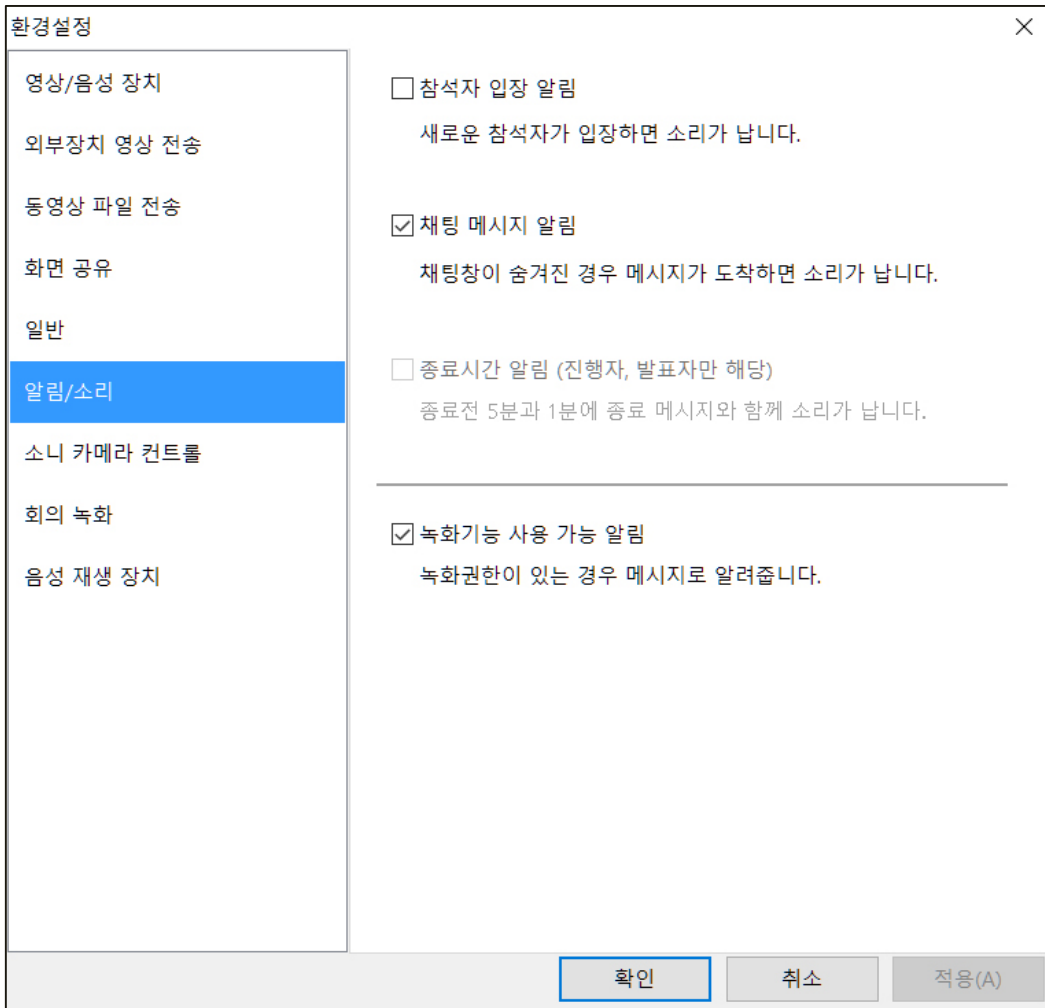 환경설정
영상/음성 장치
외부장치 영상 전송
동영상 파일 전송
화면 공유
일반
알림/소리
소니 카메라 컨트롤
회의 녹화
음성 재생 장치
참석자 입장 알림
새로운 참석자가 입장하면 소리가 납니다.
채팅 메시지 알림
채팅창이 숨겨진 경우 메시지가 도착하면 소리가 납니다.
종료시간 알림 (진행자, 발표자만 해당)
종료전 5분과 1분에 종료 메시지와 함께 소리가 납니다.
녹화기능 사용 가능 알림
녹화권한이 있는 경우 메시지로 알려줍니다.
확인
취소
적용(A)